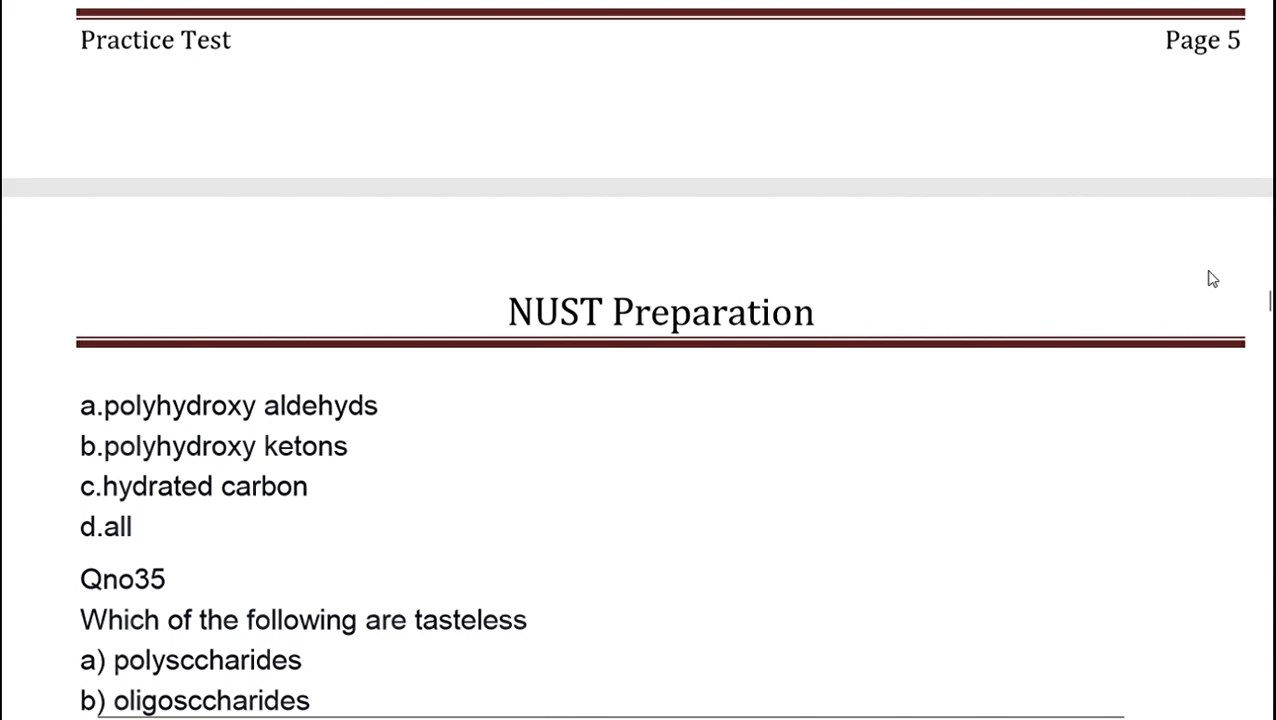 Practice Test Page 5
NUST Preparation
a.polyhydroxy aldehyds
b.polyhydroxy ketons
c.hydrated carbon
d.all
Qno35
Which of the following are tasteless
a) polysccharides
b) oligosccharides